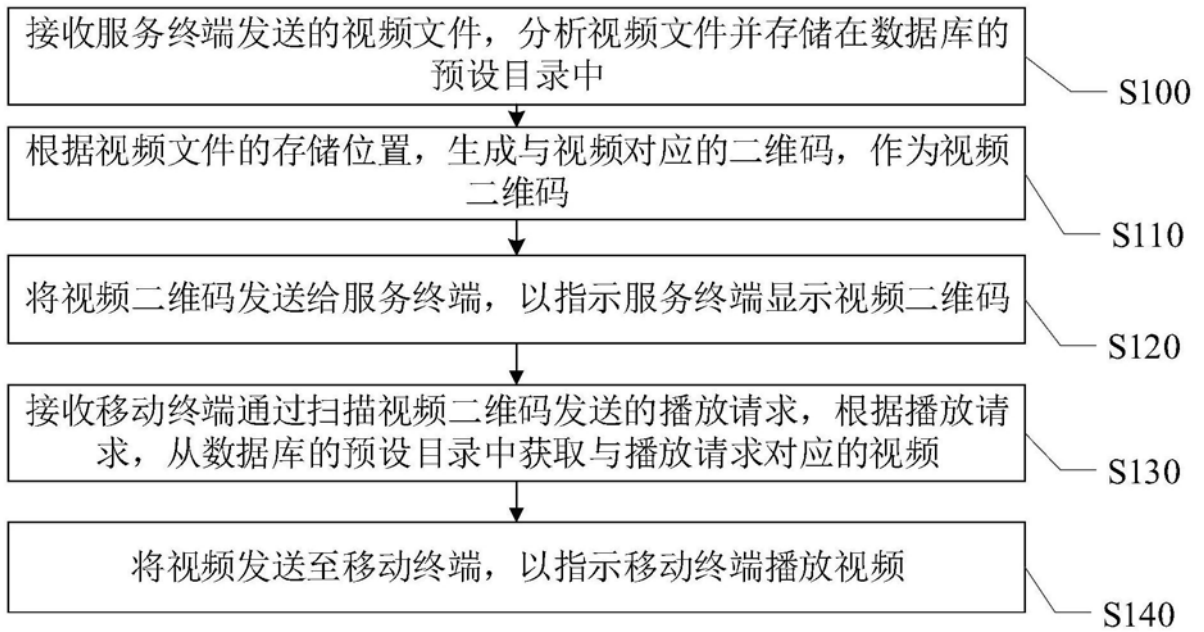 接收服务终端发送的视频文件，分析视频文件并存储在数据库的
预设目录中
S100
根据视频文件的存储位置，生成与视频对应的二维码，作为视频
二维码
S110
将视频二维码发送给服务终端，以指示服务终端显示视频二维码
S120
接收移动终端通过扫描视频二维码发送的播放请求，根据播放请
求，从数据库的预设目录中获取与播放请求对应的视频
S130
将视频发送至移动终端，以指示移动终端播放视频
S140